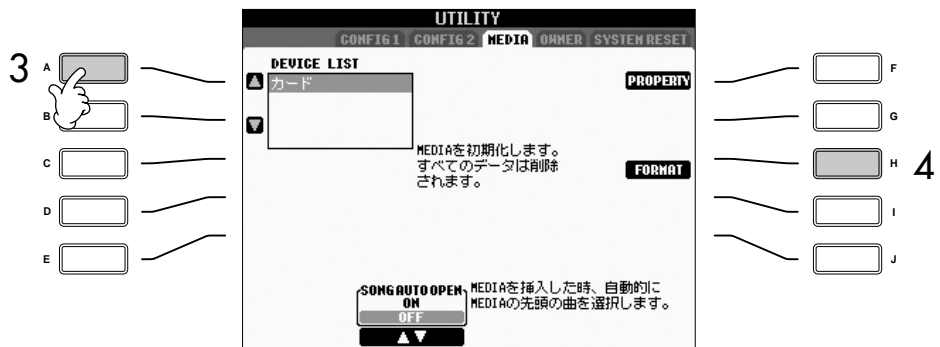 UTILITY
CONFIG 1 CONFIG 2 MEDIA OWNER SYSTEM RESET
3
A
B
C
D
E
DEVICE LIST
カード
PROPERTY
MEDIAを初期化します。
すべてのデータは削除
されます。
FORMAT
SONG AUTO OPEN
ON
OFF
MEDIAを挿入した時、自動的に
MEDIAの先頭の曲を選択します。
F
G
H
I
J
4